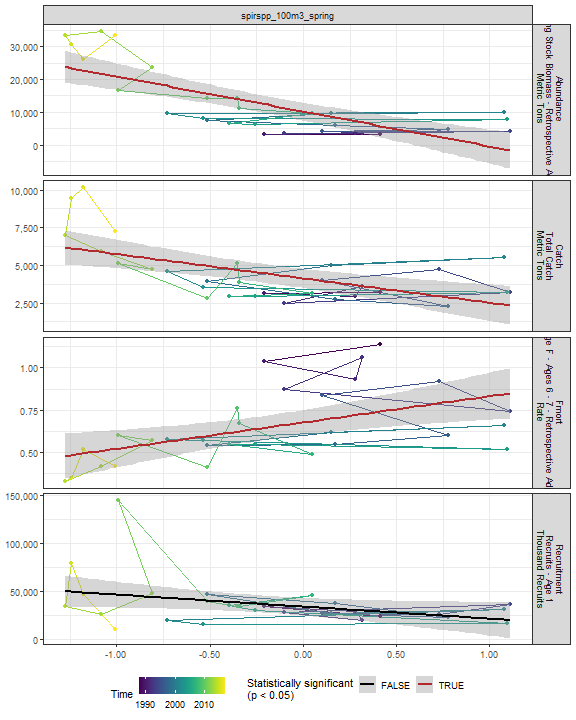 spirspp_100m3_spring
30,000
20,000
10,000
0
Abundance
ng Stock Biomass - Retrospective A
Metric Tons
10,000
7,500
5,000
2,500
Catch
Total Catch
Metric Tons
1.00
0.75
0.50
Fmort
ge F - Ages 6 - 7 - Retrospective Ad
Rate
150,000
100,000
50,000
0
Recruitment
Recruits - Age 1
Thousand Recruits
-1.00
-0.50
0.00
0.50
1.00
Time
1990 2000 2010
Statistically significant
(p < 0.05)
FALSE
TRUE